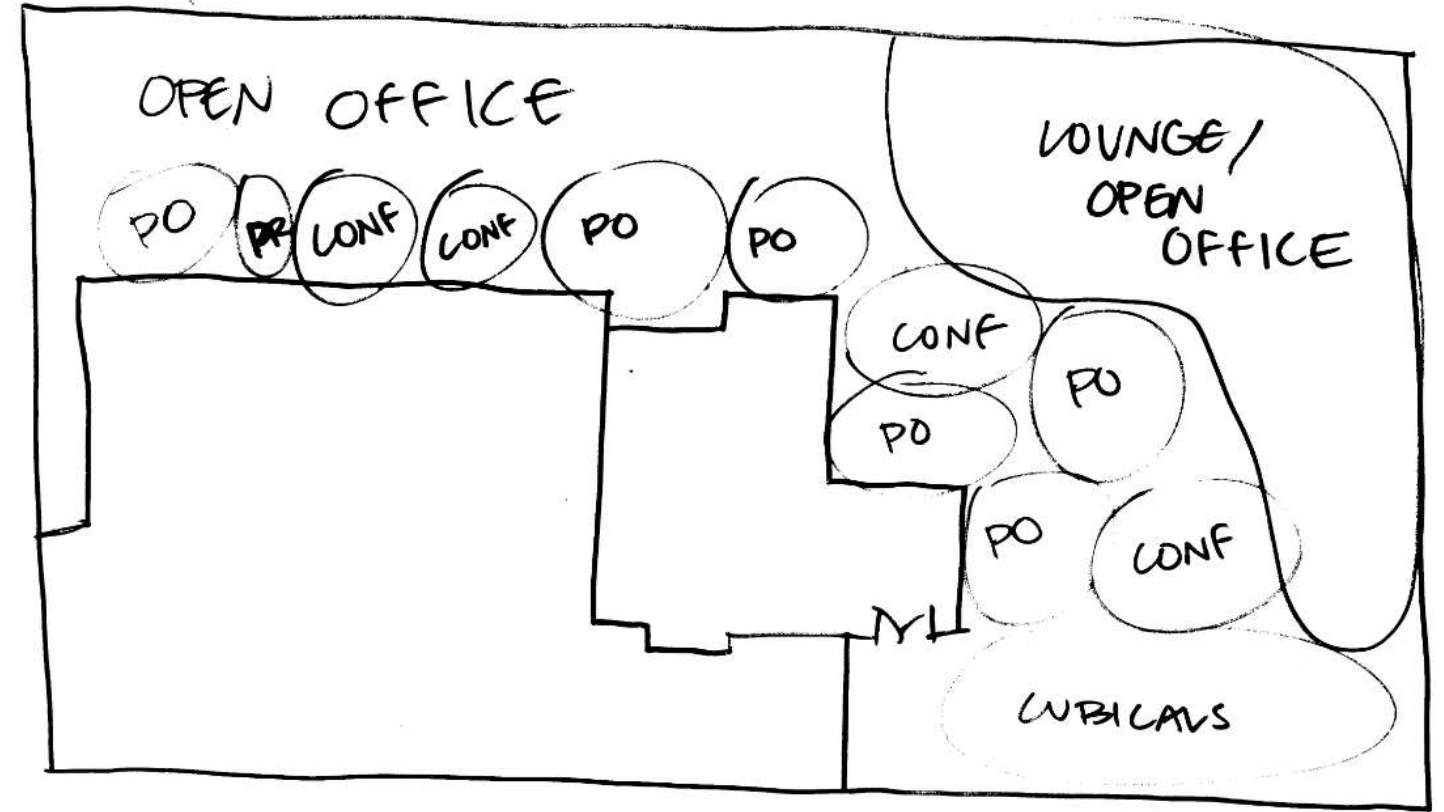 OPEN OFFICE
LOUNGE/
OPEN
OFFICE
PO PR CONF CONF PO PO
CONF
PO
PO
PO
CONF
CUBICALS